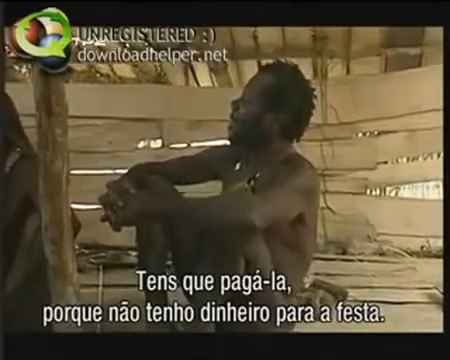 UNREGISTERED :)
downloadhelper.net
Tens que pagá-la,
porque não tenho dinheiro para a festa.